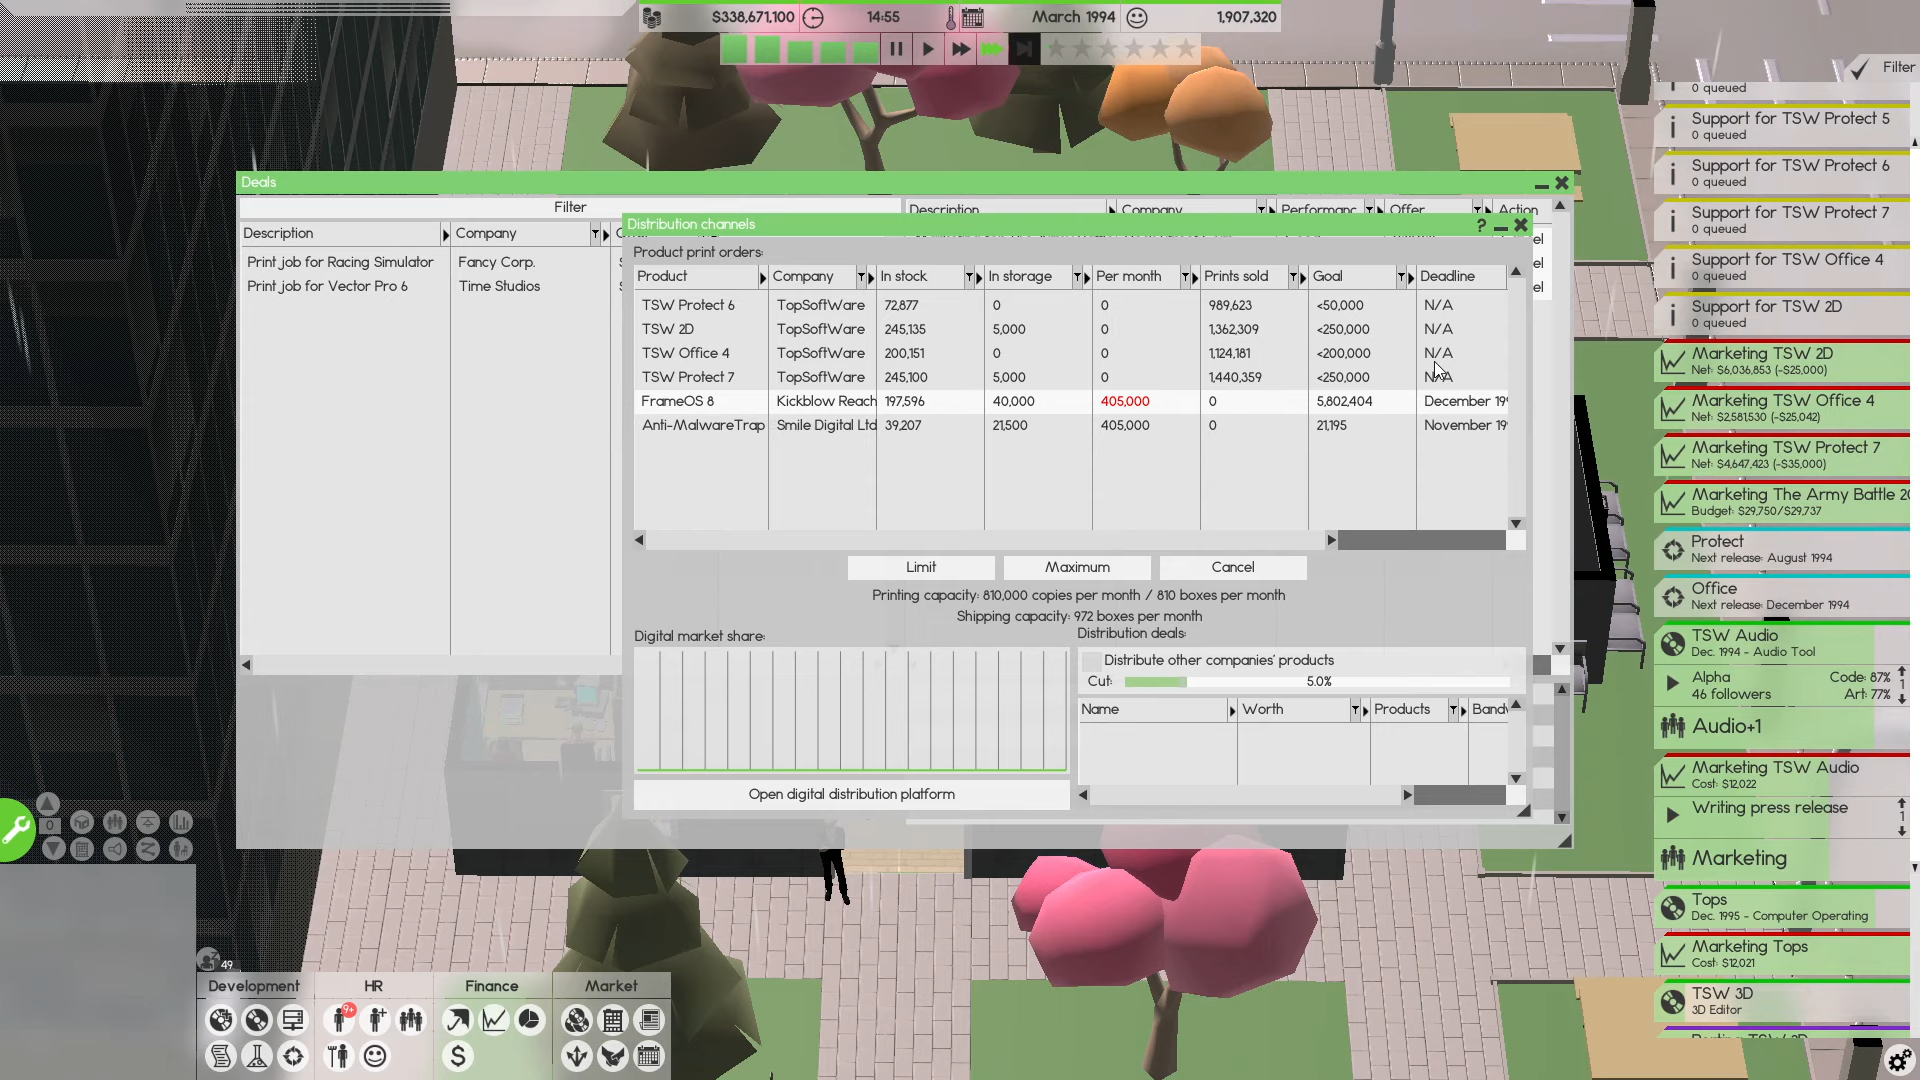 $338,671,100
14:55
March 1994
1,907,320
Filter
0 queued
Support for TSW Protect 5
0 queued
Support for TSW Protect 6
0 queued
Support for TSW Protect 7
0 queued
Support for TSW Office 4
0 queued
Support for TSW 2D
0 queued
Marketing TSW 2D
Net: $6,036,853 (-$25,000)
Marketing TSW Office 4
Net: $2,581,530 (-$25,042)
Marketing TSW Protect 7
Net: $4,647,423 (-$35,000)
Marketing The Army Battle 20
Budget: $29,750/$29,737
Protect
Next release: August 1994
Office
Next release: December 1994
TSW Audio
Dec. 1994 - Audio Tool
Alpha
Code: 87%
46 followers
Art: 77%
1
Audio+1
Marketing TSW Audio
Cost: $12,022
Writing press release
1
Marketing
Tops
Dec. 1995 - Computer Operating
Marketing Tops
Cost: $12,021
TSW 3D
3D Editor
Deals
Filter
Description Company
Print job for Racing Simulator Fancy Corp.
Print job for Vector Pro 6 Time Studios
Description Company Performanc Offer Action
Distribution channels
?
Product print orders:
Product Company In stock In storage Per month Prints sold Goal Deadline
TSW Protect 6 TopSoftWare 72,877 0 0 989,623 <50,000 N/A
TSW 2D TopSoftWare 245,135 5,000 0 1,362,309 <250,000 N/A
TSW Office 4 TopSoftWare 200,151 0 0 1,124,181 <200,000 N/A
TSW Protect 7 TopSoftWare 245,100 5,000 0 1,440,359 <250,000 N/A
FrameOS 8 Kickblow Reach 197,596 40,000 405,000 0 5,802,404 December 199
Anti-MalwareTrap Smile Digital Ltd 39,207 21,500 405,000 0 21,195 November 199
Limit Maximum Cancel
Printing capacity: 810,000 copies per month / 810 boxes per month
Shipping capacity: 972 boxes per month
Digital market share:
Distribution deals:
Distribute other companies' products
Cut: 5.0%
Name Worth Products Bandw
Open digital distribution platform
0
49
Development HR Finance Market
9+